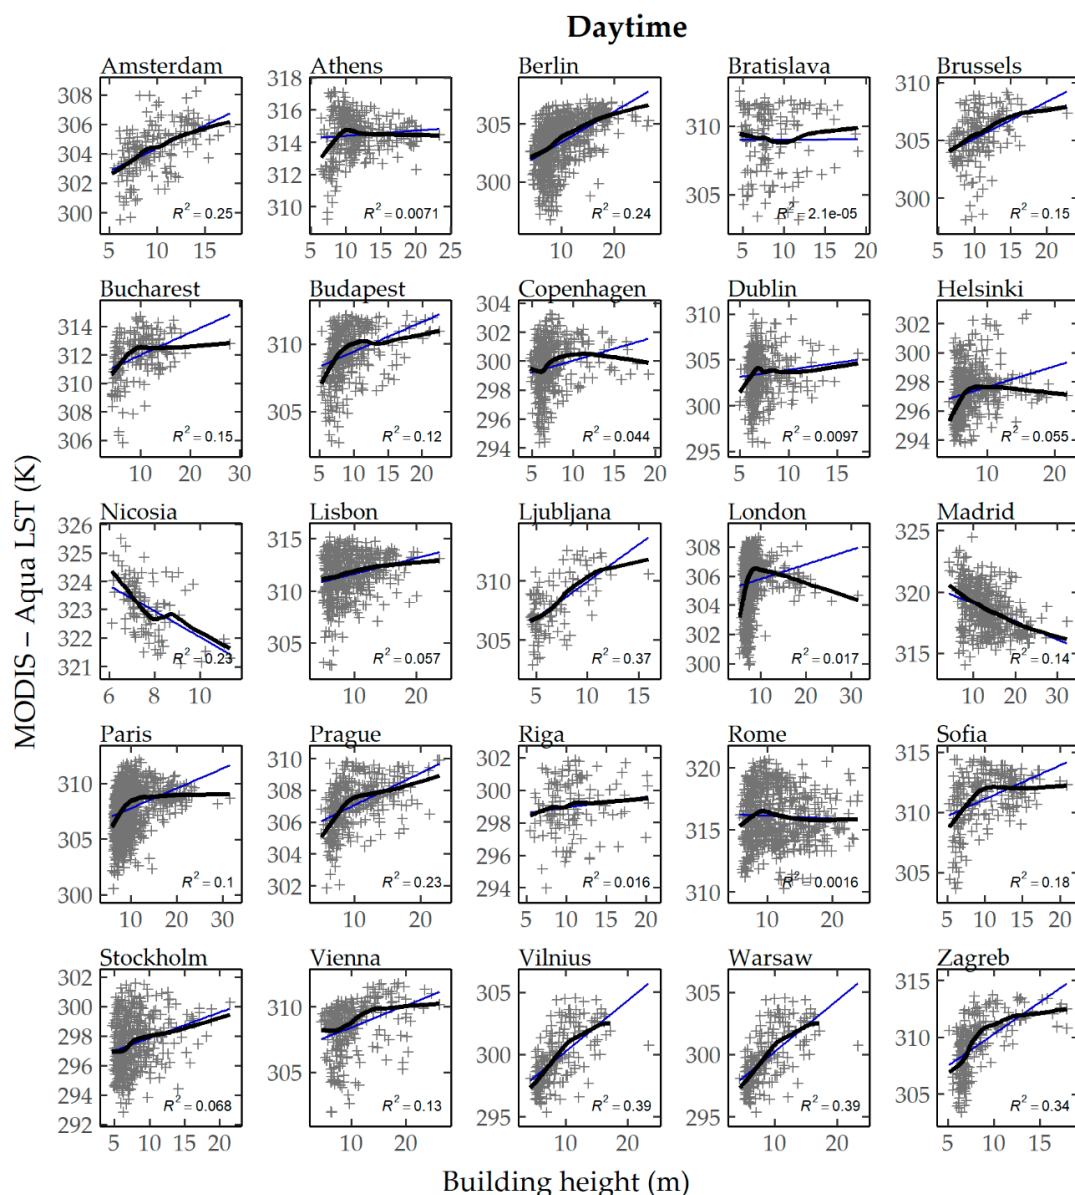 Daytime
Amsterdam Athens Berlin Bratislava Brussels
308 306 304 302 300
R² = 0.25
5 10 15
318 316 314 312 310
R² = 0.0071
5 10 15 20 25
305 300
R² = 0.24
10 20
310 305
R² = 2.1e-05
5 10 15 20
310 305 300
R² = 0.15
5 10 15 20
Bucharest Budapest Copenhagen Dublin Helsinki
314 312 310 308 306
R² = 0.15
10 20 30
310 305
R² = 0.12
5 10 15 20
304 302 300 298 296 294
R² = 0.044
5 10 15 20
310 305 300 295
R² = 0.0097
5 10 15 20
302 300 298 296 294
R² = 0.055
5 10 15 20
MODIS – Aqua LST (K)
Nicosia Lisbon Ljubljana London Madrid
326 325 324 323 322 321
R² = 0.23
6 8 10
315 310 305
R² = 0.057
10 20
310 305
R² = 0.37
5 10 15
308 306 304 302 300
R² = 0.017
10 20 30
325 320 315
R² = 0.14
10 20 30
Paris Prague Riga Rome Sofia
310 305 300
R² = 0.1
10 20 30
310 308 306 304 302
R² = 0.23
5 10 15 20
302 300 298 296 294
R² = 0.016
5 10 15 20
320 315 310
R² = 0.0016
10 20
315 310 305
R² = 0.18
5 10 15 20
Stockholm Vienna Vilnius Warsaw Zagreb
302 300 298 296 294 292
R² = 0.068
5 10 15 20
310 305
R² = 0.13
10 20
305 300 295
R² = 0.39
10 20
305 300 295
R² = 0.39
10 20
315 310 305
R² = 0.34
5 10 15
Building height (m)